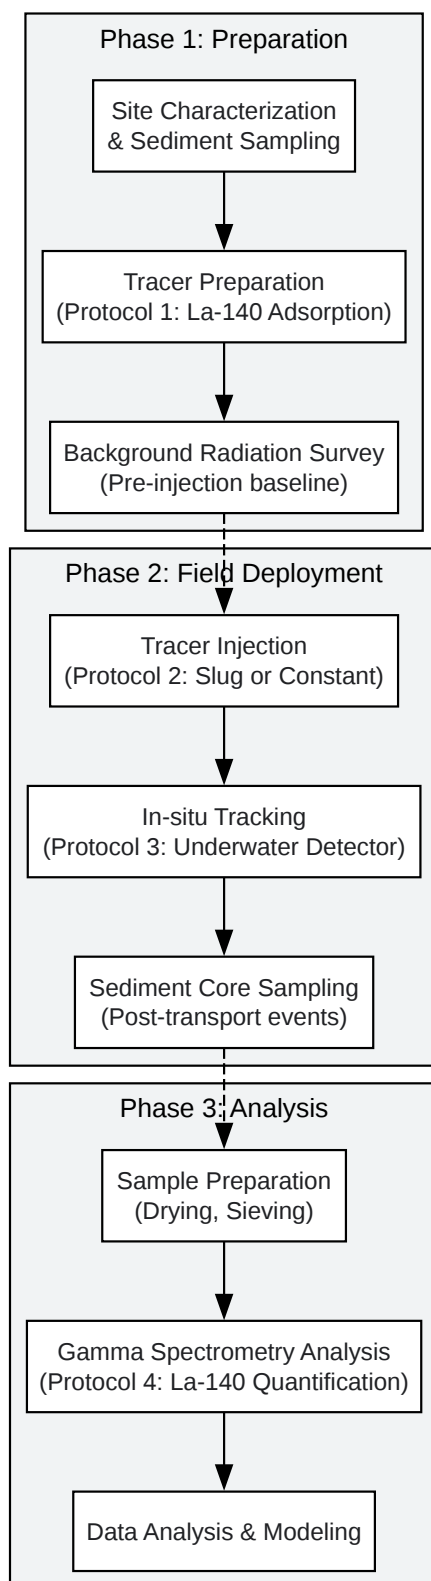 Phase 1: Preparation
Site Characterization
& Sediment Sampling
Tracer Preparation
(Protocol 1: La-140 Adsorption)
Background Radiation Survey
(Pre-injection baseline)
Phase 2: Field Deployment
Tracer Injection
(Protocol 2: Slug or Constant)
In-situ Tracking
(Protocol 3: Underwater Detector)
Sediment Core Sampling
(Post-transport events)
Phase 3: Analysis
Sample Preparation
(Drying, Sieving)
Gamma Spectrometry Analysis
(Protocol 4: La-140 Quantification)
Data Analysis & Modeling